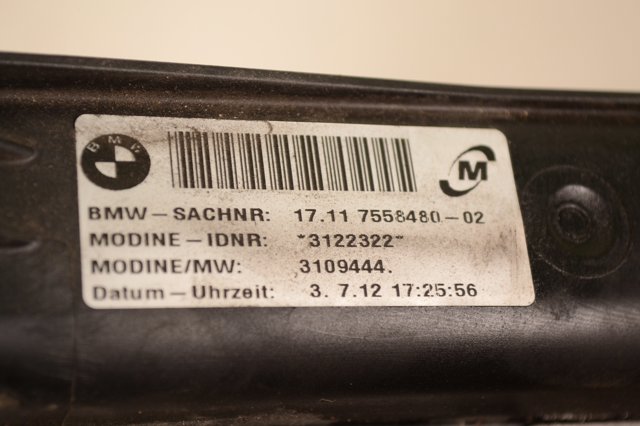 BMW
M
BMW-SACHNR: 17.11 7558480-02
MODINE-IDNR: *3122322*
MODINE/MW: 3109444.
Datum-Uhrzeit: 3. 7.12 17:25:56